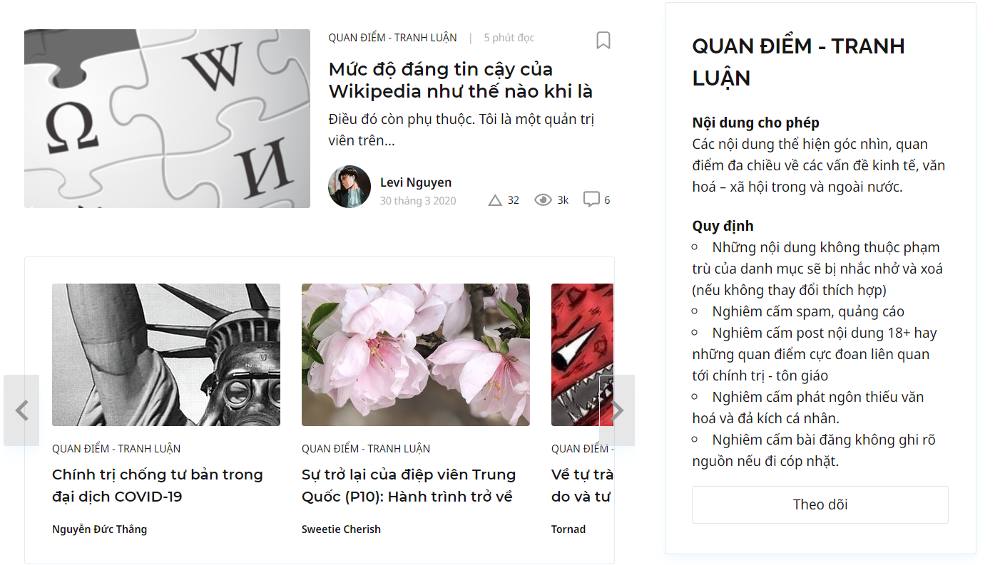 QUAN ĐIỂM - TRANH LUẬN | 5 phút đọc
Mức độ đáng tin cậy của
Wikipedia như thế nào khi là
Điều đó còn phụ thuộc. Tôi là một quản trị
viên trên...
Levi Nguyen
30 tháng 3 2020
32 3k 6
Ω W И
QUAN ĐIỂM - TRANH LUẬN
Chính trị chống tư bản trong
đại dịch COVID-19
Nguyễn Đức Thắng
QUAN ĐIỂM - TRANH LUẬN
Sự trở lại của điệp viên Trung
Quốc (P10): Hành trình trở về
Sweetie Cherish
QUAN ĐIỂM -
Về tự trà
do và tư
Tornad
QUAN ĐIỂM - TRANH
LUẬN
Nội dung cho phép
Các nội dung thể hiện góc nhìn, quan
điểm đa chiều về các vấn đề kinh tế, văn
hoá – xã hội trong và ngoài nước.
Quy định
Những nội dung không thuộc phạm
trù của danh mục sẽ bị nhắc nhở và xoá
(nếu không thay đổi thích hợp)
Nghiêm cấm spam, quảng cáo
Nghiêm cấm post nội dung 18+ hay
những quan điểm cực đoan liên quan
tới chính trị - tôn giáo
Nghiêm cấm phát ngôn thiếu văn
hoá và đả kích cá nhân.
Nghiêm cấm bài đăng không ghi rõ
nguồn nếu đi cóp nhặt.
Theo dõi